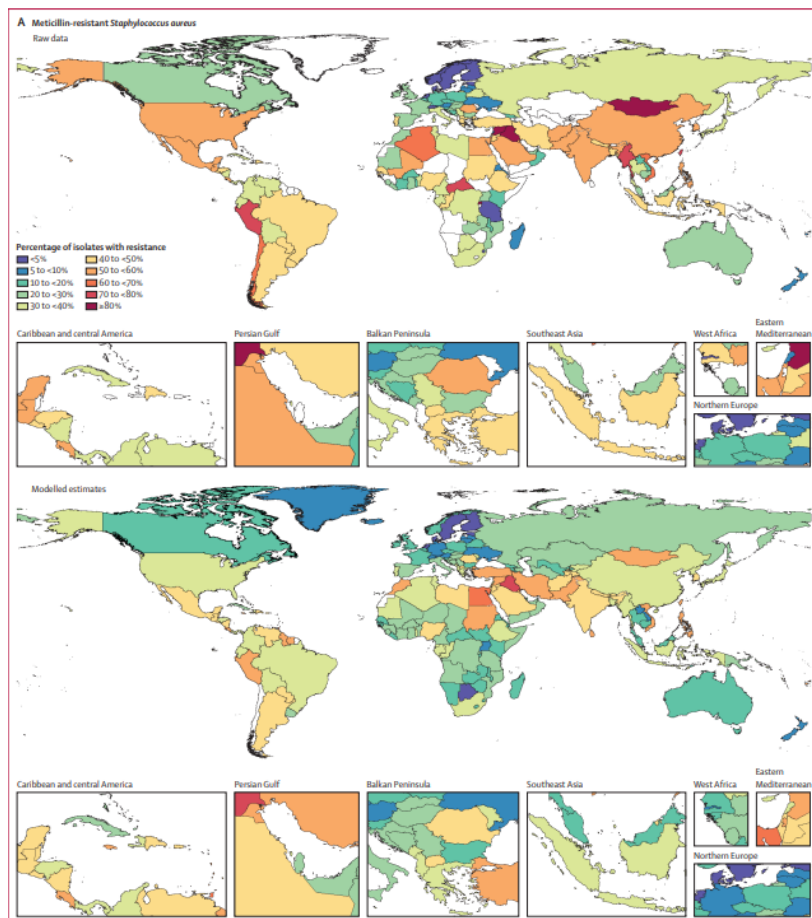 A Meticillin-resistant Staphylococcus aureus
Raw data
Percentage of isolates with resistance
<5%
5 to <10%
10 to <20%
20 to <30%
30 to <40%
40 to <50%
50 to <60%
60 to <70%
70 to <80%
≥80%
Caribbean and central America
Persian Gulf
Balkan Peninsula
Southeast Asia
West Africa
Eastern
Mediterranean
Northern Europe
Modelled estimates
Caribbean and central America
Persian Gulf
Balkan Peninsula
Southeast Asia
West Africa
Eastern
Mediterranean
Northern Europe